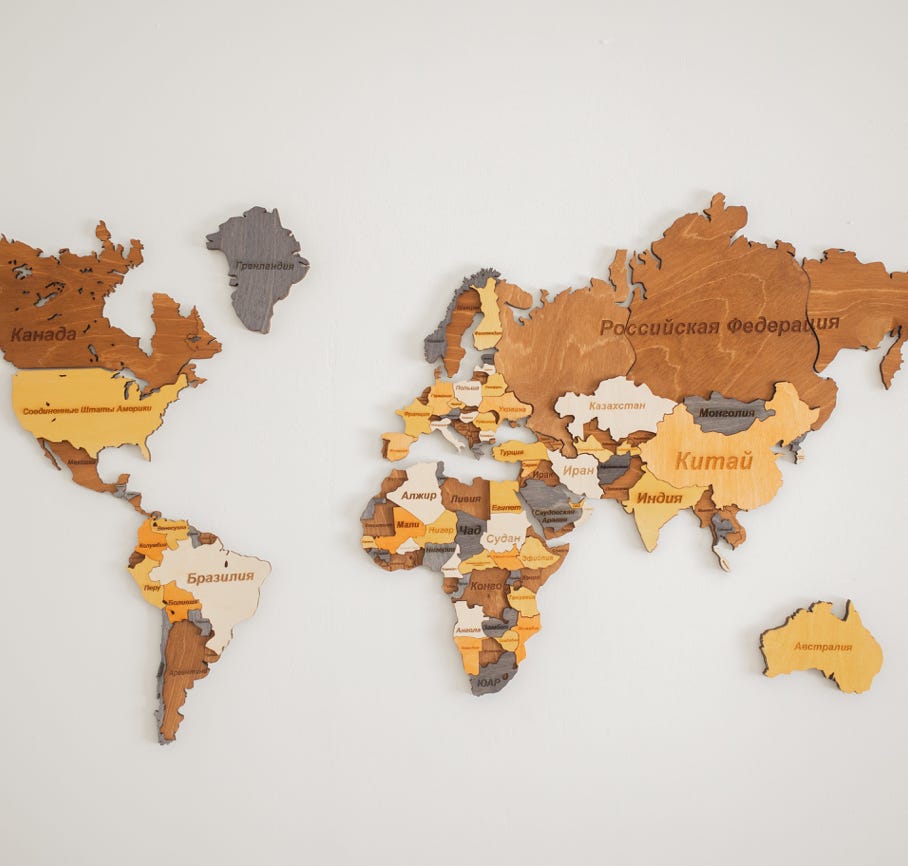 Гренландия
Канада
Российская Федерация
Соединенные Штаты Америки
Мексика
Польша
Франция
Украина
Казахстан
Монголия
Турция
Китай
Иран
Ирак
Индия
Алжир
Ливия
Египет
Саудовская
Аравия
Мали
Нигер
Чад
Судан
Нигерия
Эфиопия
Венесуэла
Колумбия
Бразилия
Перу
Боливия
Конго
Ангола
Замбия
Аргентина
ЮАР
Австралия